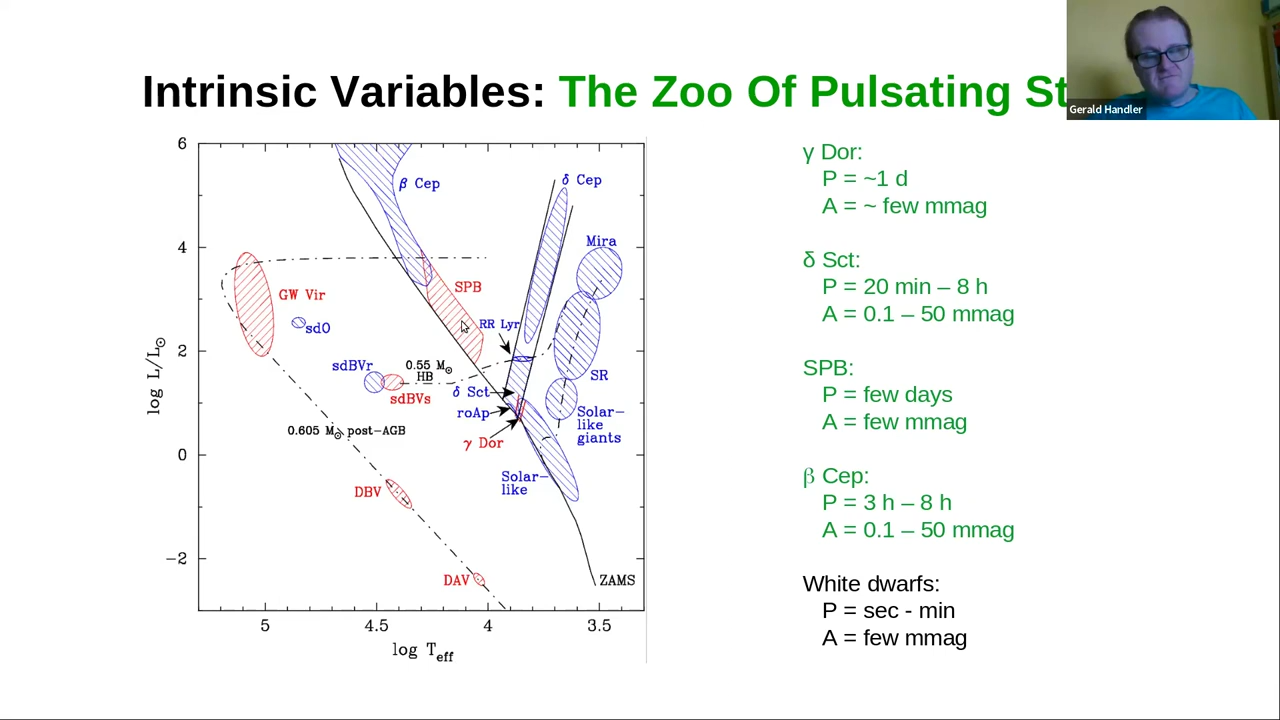 Intrinsic Variables: The Zoo Of Pulsating St
Gerald Handler
6
4
2
0
−2
log L/L☉
5
4.5
4
3.5
log Teff
β Cep
δ Cep
Mira
GW Vir
SPB
sdO
RR Lyr
sdBVr
0.55 M☉
HB
SR
sdBVs
δ Sct
roAp
Solar−
like
giants
0.605 M☉ post−AGB
γ Dor
Solar−
like
DBV
DAV
ZAMS
γ Dor:
P = ~1 d
A = ~ few mmag
δ Sct:
P = 20 min – 8 h
A = 0.1 – 50 mmag
SPB:
P = few days
A = few mmag
β Cep:
P = 3 h – 8 h
A = 0.1 – 50 mmag
White dwarfs:
P = sec - min
A = few mmag